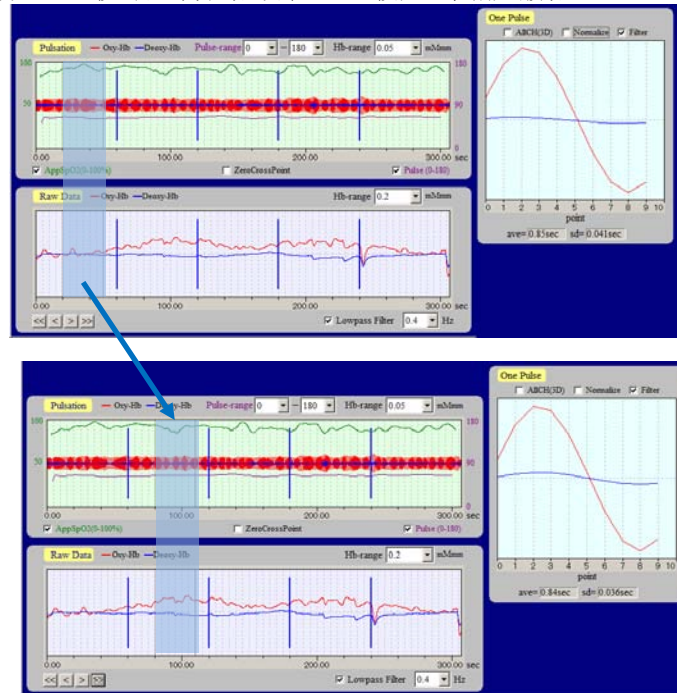 One Pulse
ABCH(3D) Normalize Filter
Pulsation Oxy-Hb Deoxy-Hb Pulse-range 0 - 180 Hb-range 0.05 mMmm
100 180
50 90
0
0.00 100.00 200.00 300.00 sec
AppSpO2(0-100%) ZeroCrossPoint Pulse (0-180)
0 1 2 3 4 5 6 7 8 9 10
point
ave= 0.85sec sd= 0.041sec
Raw Data Oxy-Hb Deoxy-Hb Hb-range 0.2 mMmm
0.00 100.00 200.00 300.00 sec
<< < > >> Lowpass Filter 0.4 Hz
One Pulse
ABCH(3D) Normalize Filter
Pulsation Oxy-Hb Deoxy-Hb Pulse-range 0 - 180 Hb-range 0.05 mMmm
100 180
50 90
0
0.00 100.00 200.00 300.00 sec
AppSpO2(0-100%) ZeroCrossPoint Pulse (0-180)
0 1 2 3 4 5 6 7 8 9 10
point
ave= 0.84sec sd= 0.036sec
Raw Data Oxy-Hb Deoxy-Hb Hb-range 0.2 mMmm
0.00 100.00 200.00 300.00 sec
<< < > >> Lowpass Filter 0.4 Hz